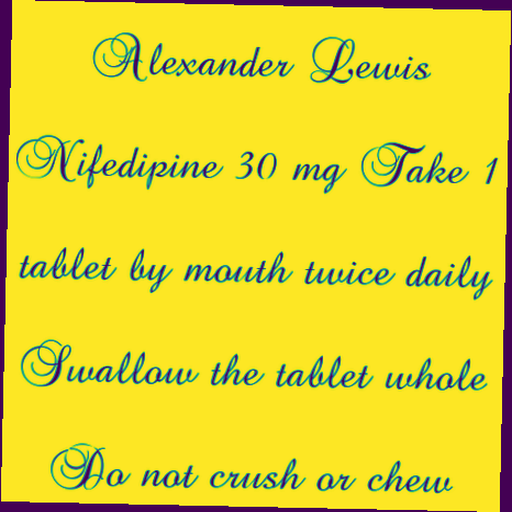 Alexander Lewis
Nifedipine 30 mg Take 1
tablet by mouth twice daily
Swallow the tablet whole
Do not crush or chew